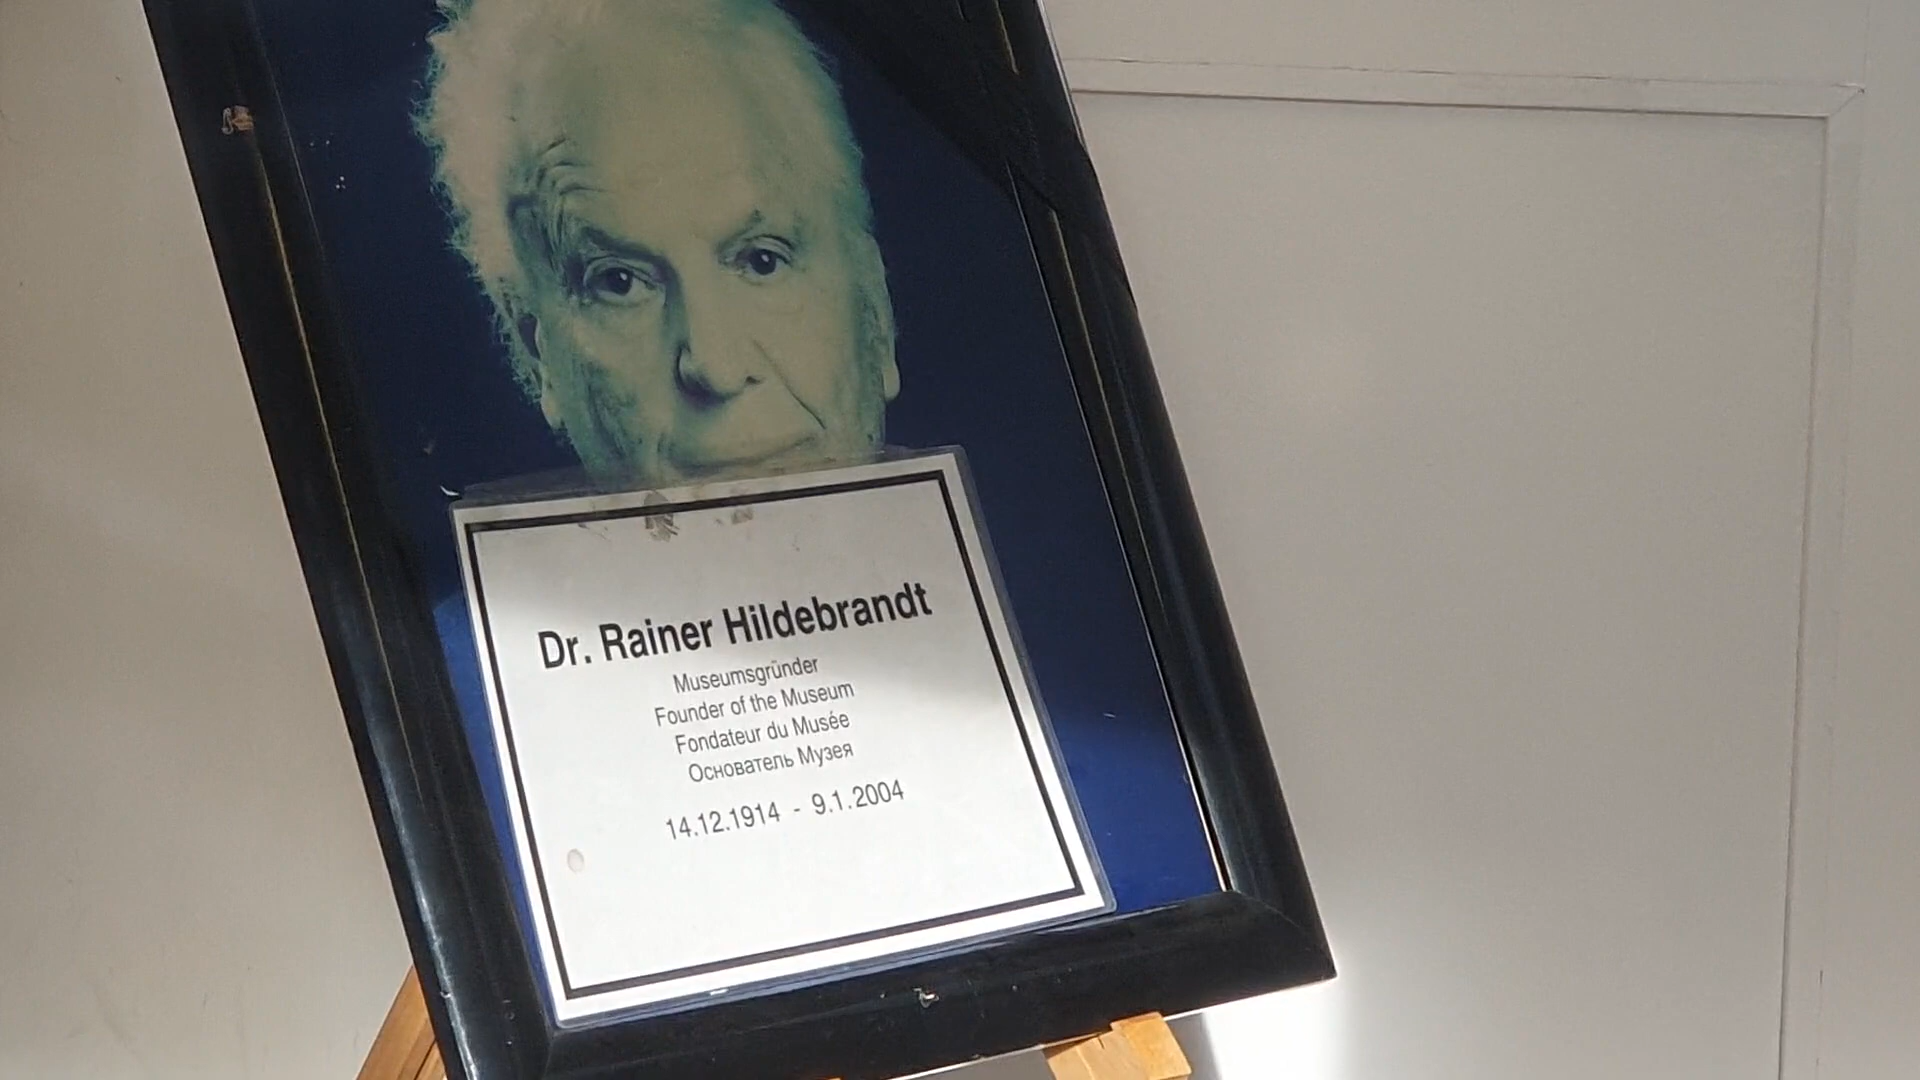 Dr. Rainer Hildebrandt
Museumsgründer
Founder of the Museum
Fondateur du Musée
Основатель Музея
14.12.1914 - 9.1.2004